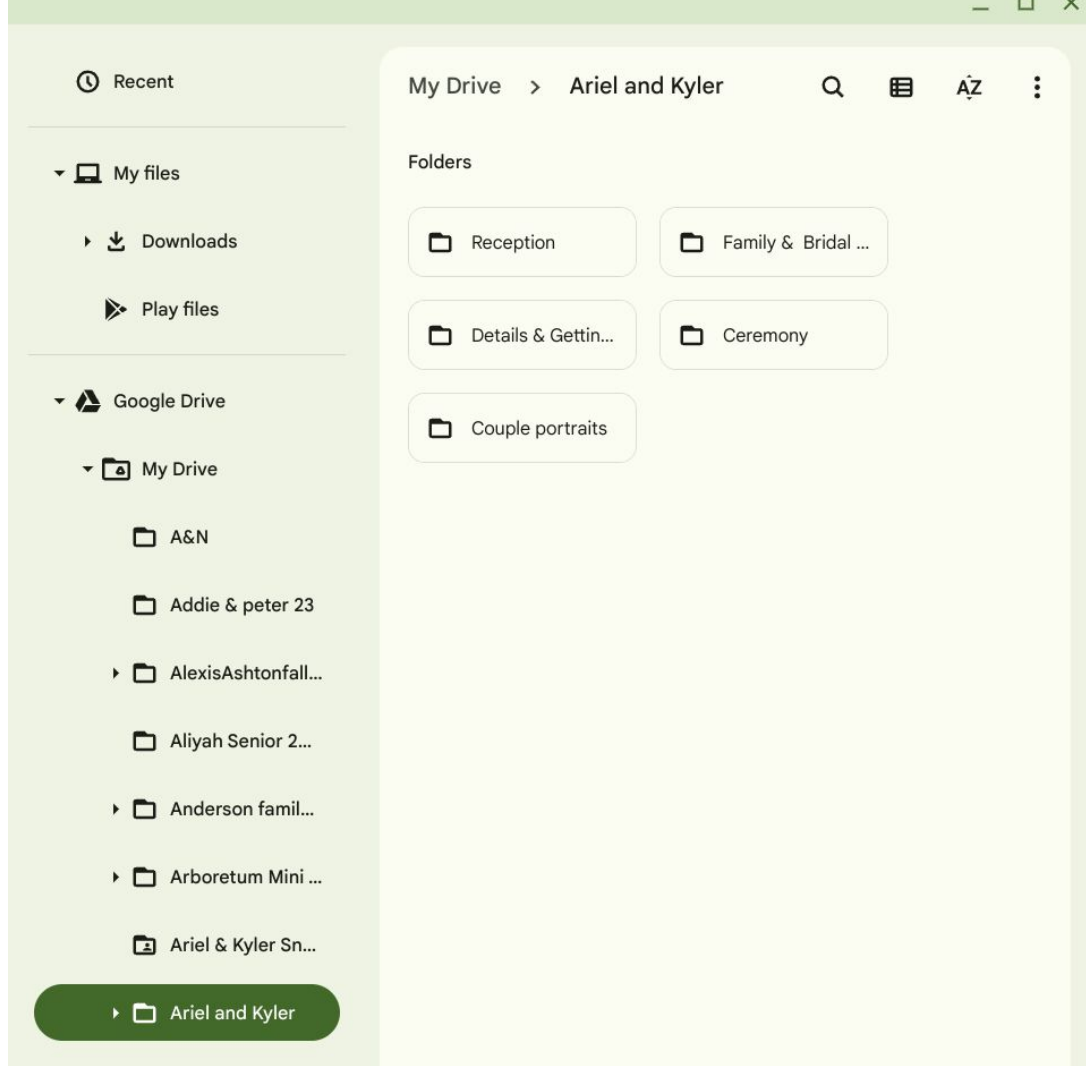 Recent
My files
Downloads
Play files
Google Drive
My Drive
A&N
Addie & peter 23
AlexisAshtonfall...
Aliyah Senior 2...
Anderson famil...
Arboretum Mini ...
Ariel & Kyler Sn...
Ariel and Kyler
My Drive > Ariel and Kyler
AZ
Folders
Reception
Family & Bridal ...
Details & Gettin...
Ceremony
Couple portraits